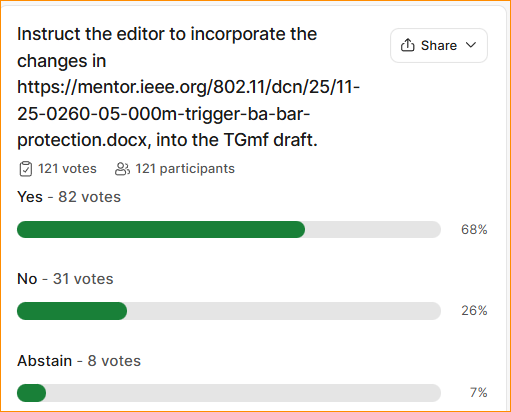 Instruct the editor to incorporate the
changes in
https://mentor.ieee.org/802.11/dcn/25/11-
25-0260-05-000m-trigger-ba-bar-
protection.docx, into the TGmf draft.
Share
121 votes 121 participants
Yes - 82 votes
68%
No - 31 votes
26%
Abstain - 8 votes
7%